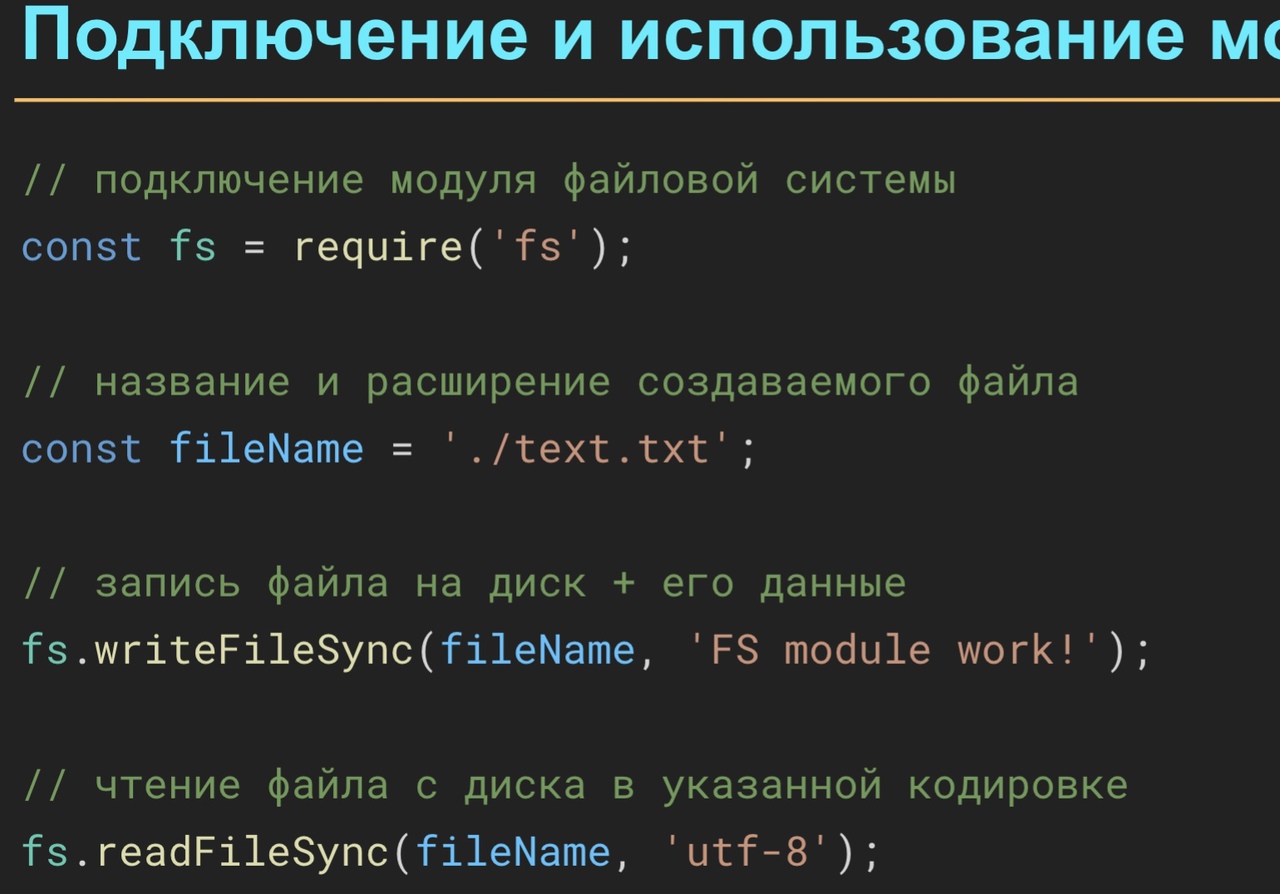 Подключение и использование
// подключение модуля файловой системы
const fs = require('fs');
// название и расширение создаваемого файла
const fileName = './text.txt';
// запись файла на диск + его данные
fs.writeFileSync(fileName, 'FS module work!');
// чтение файла с диска в указанной кодировке
fs.readFileSync(fileName, 'utf-8');